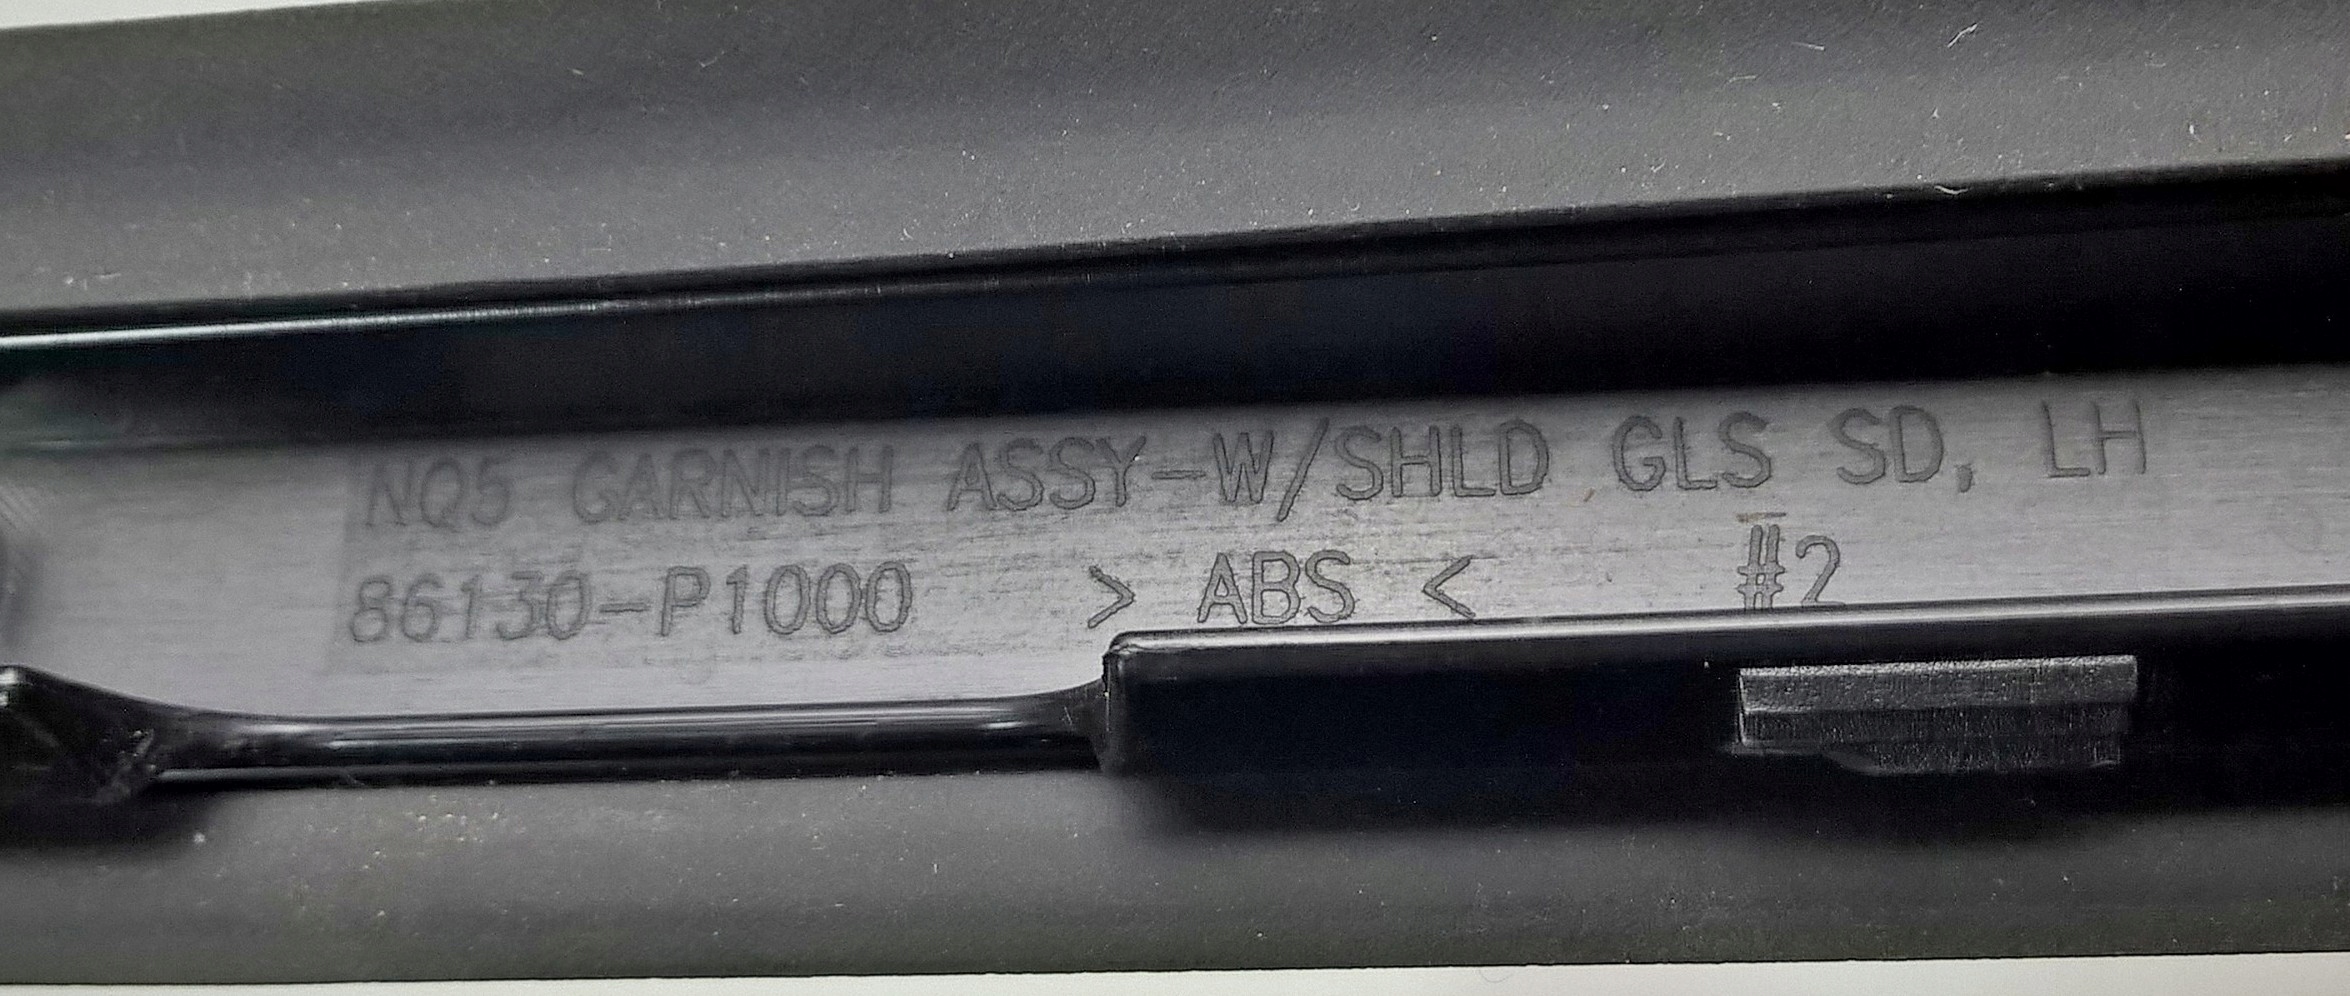 NQ5 GARNISH ASSY-W/SHLD GLS SD, LH
86130-P1000 > ABS < #2